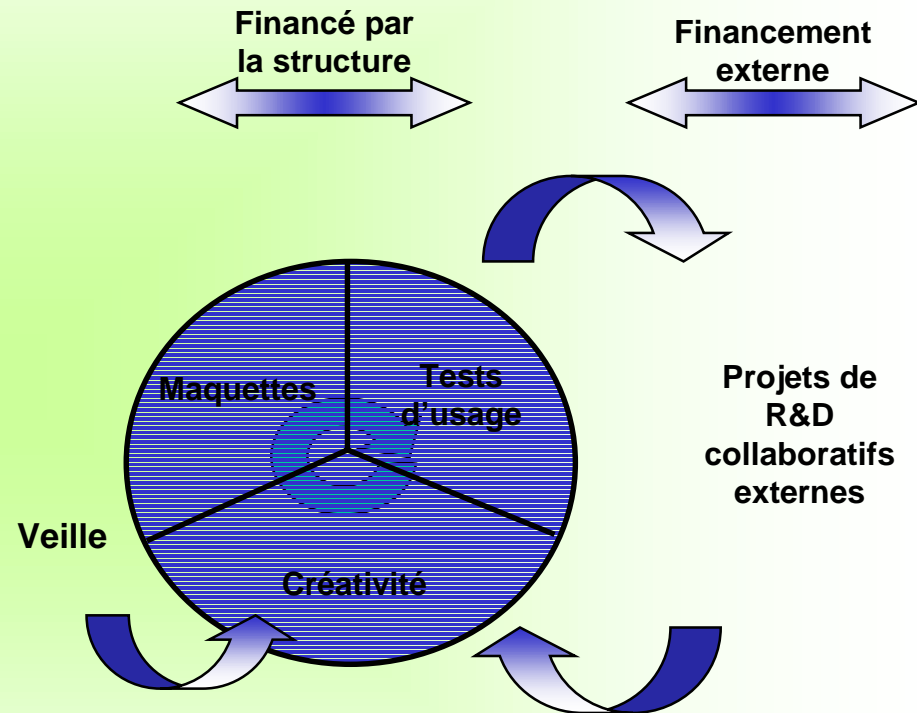 Financé par
la structure
Financement
externe
Maquettes
Tests
d’usage
Projets de
R&D
collaboratifs
externes
Veille
Créativité